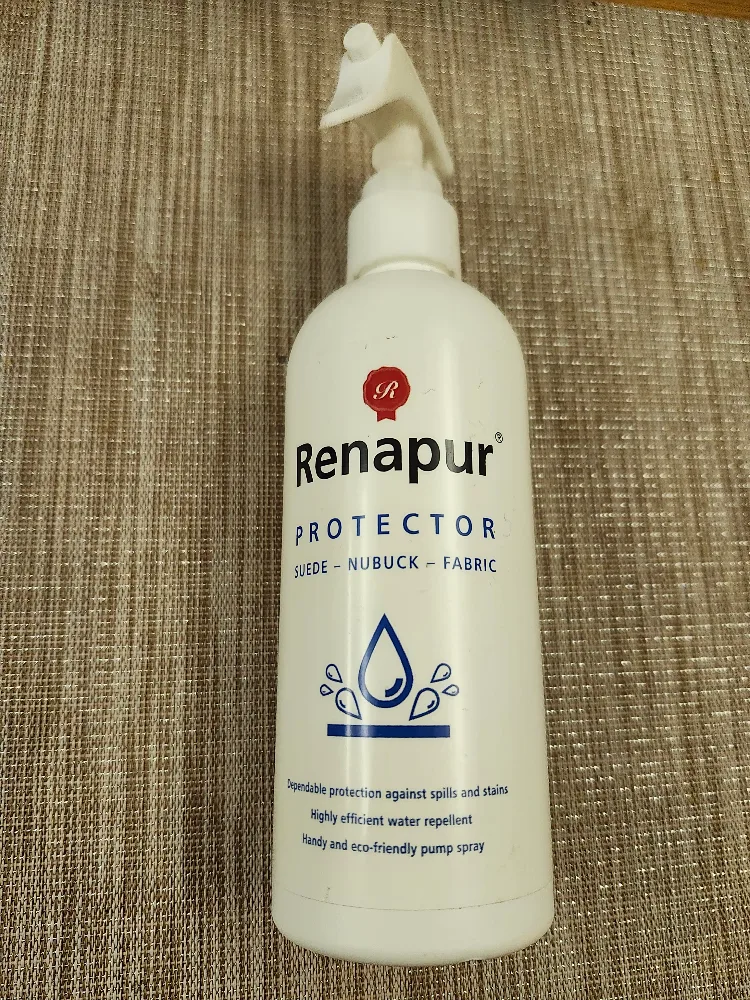 R
Renapur®
PROTECTOR
SUEDE – NUBUCK – FABRIC
Dependable protection against spills and stains
Highly efficient water repellent
Handy and eco-friendly pump spray